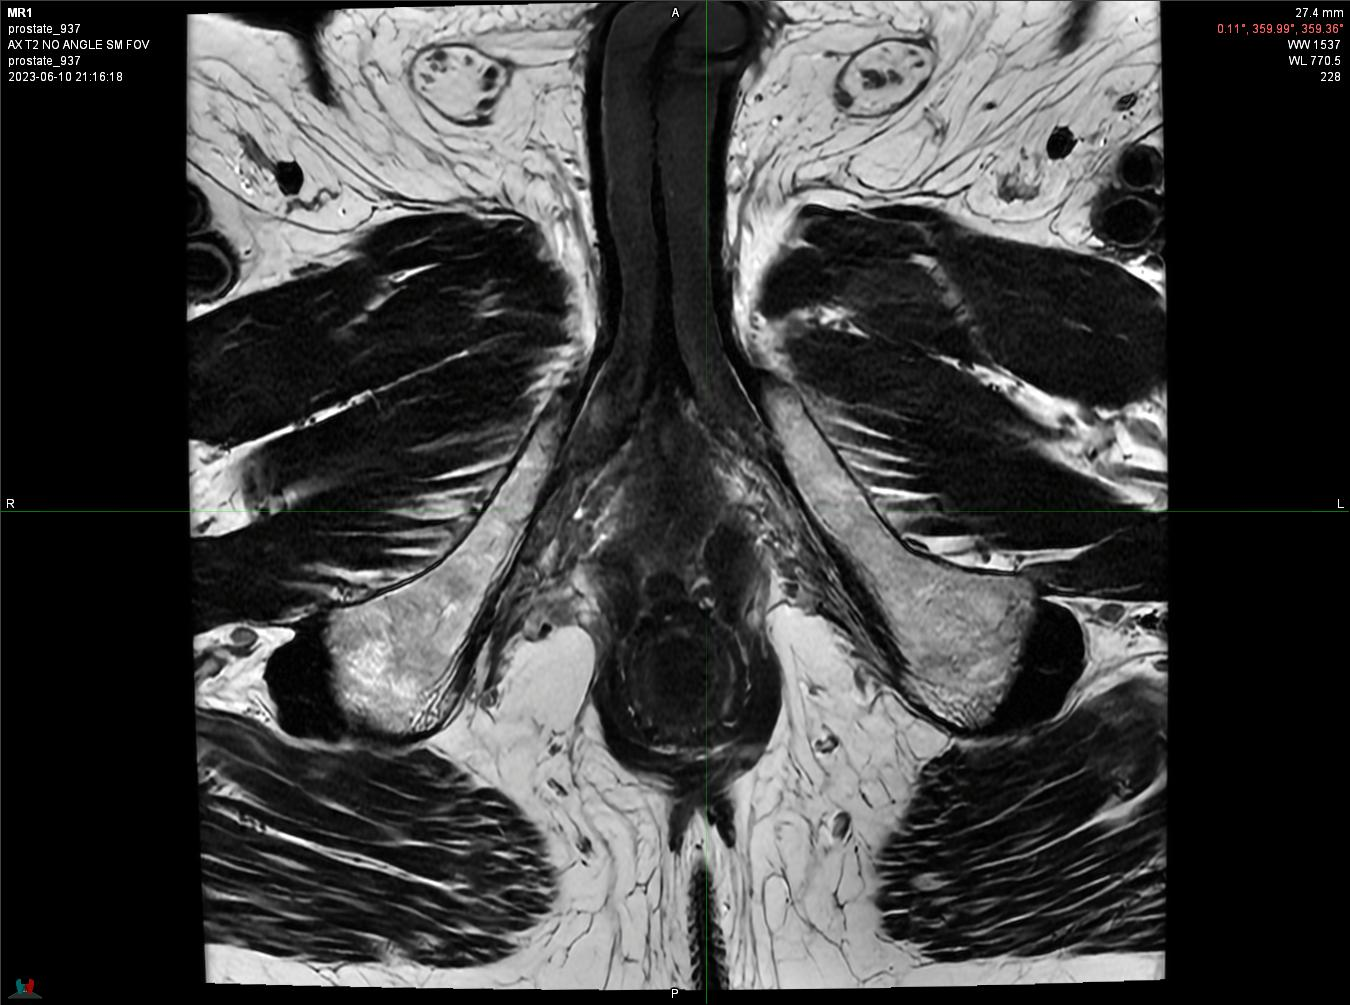 MR1
prostate_937
AX T2 NO ANGLE SM FOV
prostate_937
2023-06-10 21:16:18
A
27.4 mm
0.11°, 359.99°, 359.36°
WW 1537
WL 770.5
228
R
L
P